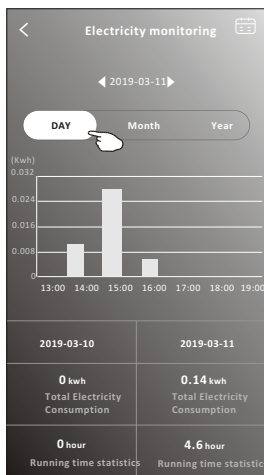 Electricity monitoring
2019-03-11
DAY Month Year
(Kwh)
0.032
0.024
0.016
0.008
0
13:00 14:00 15:00 16:00 17:00 18:00 19:00
2019-03-10 2019-03-11
0 kwh 0.14 kwh
Total Electricity Total Electricity
Consumption Consumption
0 hour 4.6 hour
Running time statistics Running time statistics